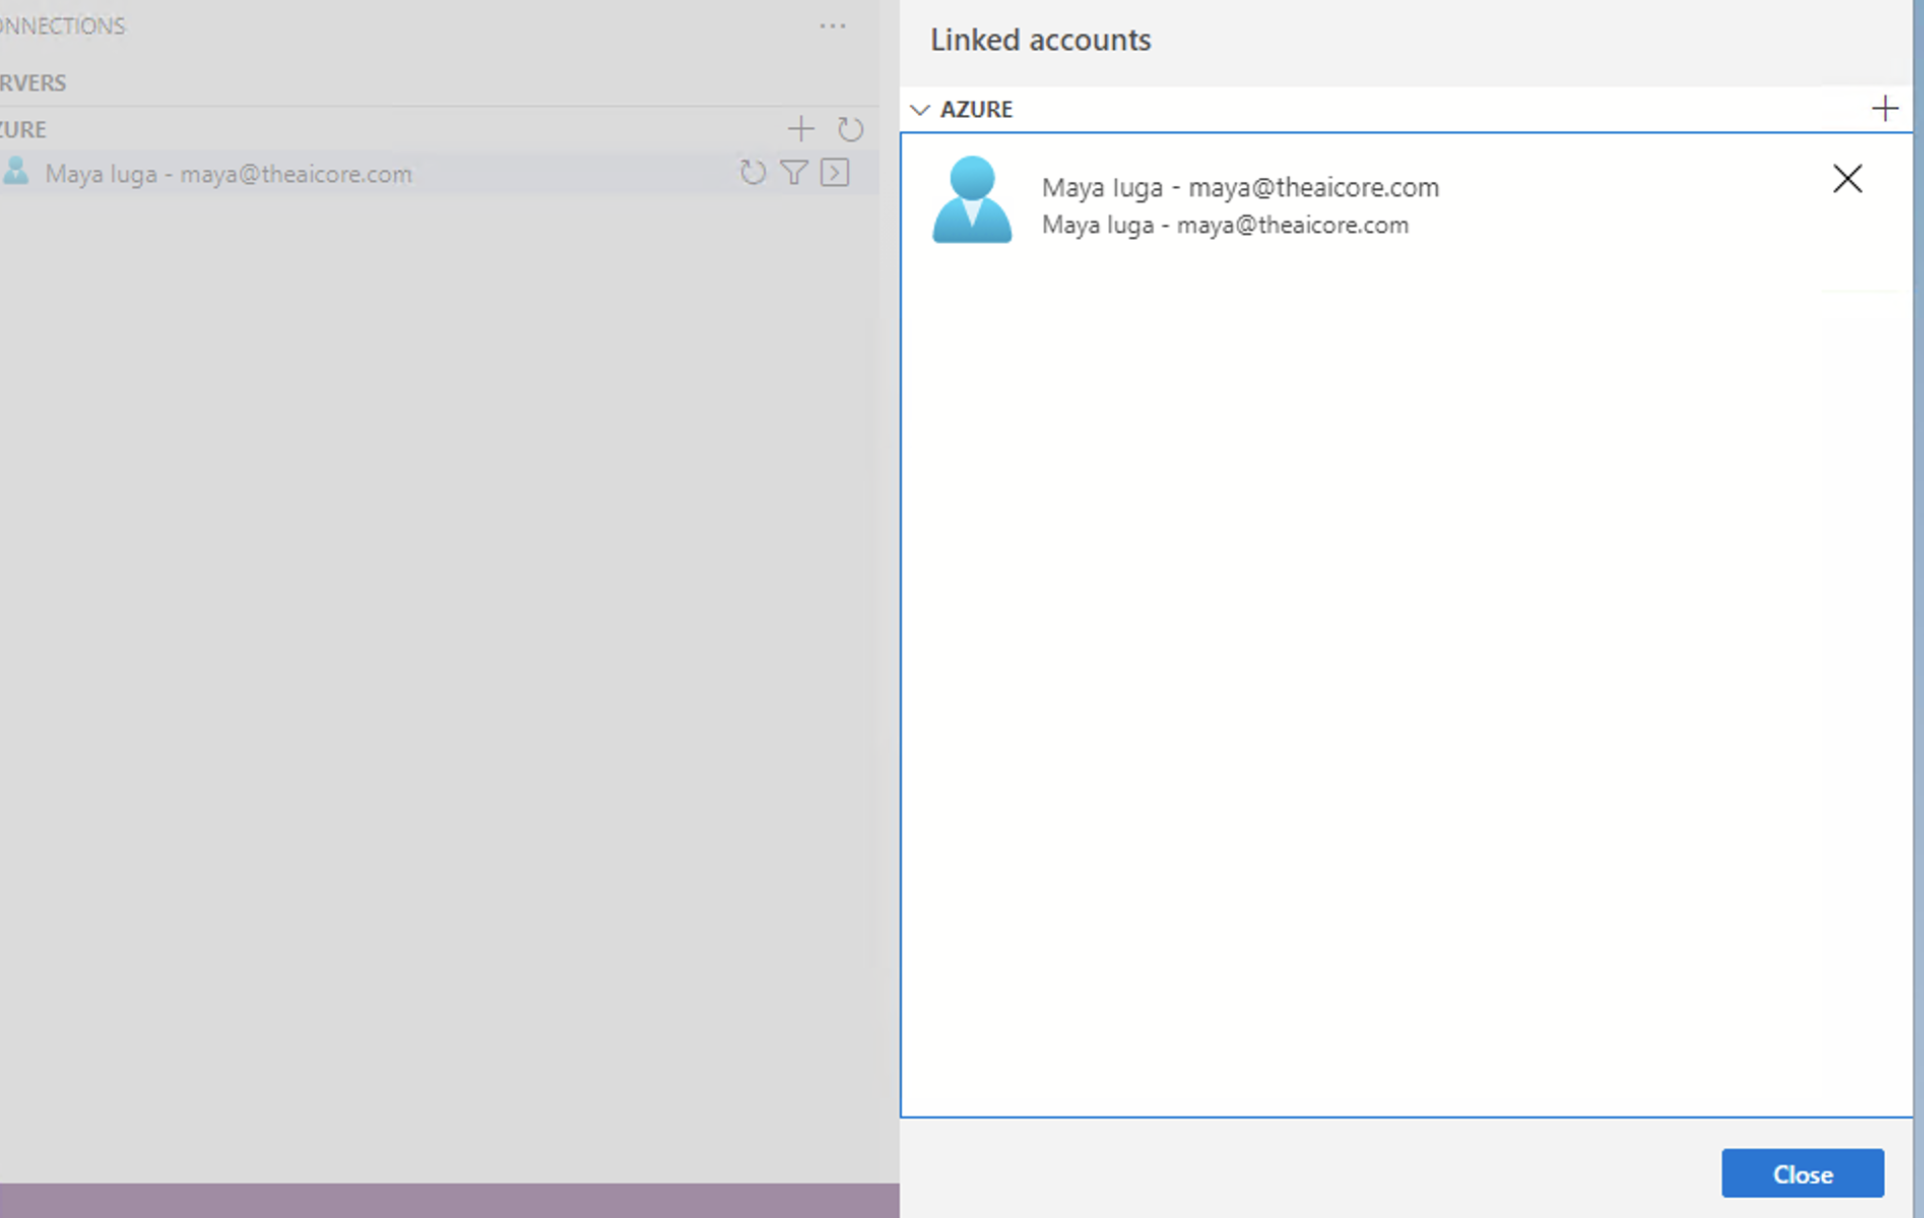 ONNECTIONS
RVERS
ZURE
Maya Iuga - maya@theaicore.com
Linked accounts
AZURE
Maya Iuga - maya@theaicore.com
Maya Iuga - maya@theaicore.com
Close